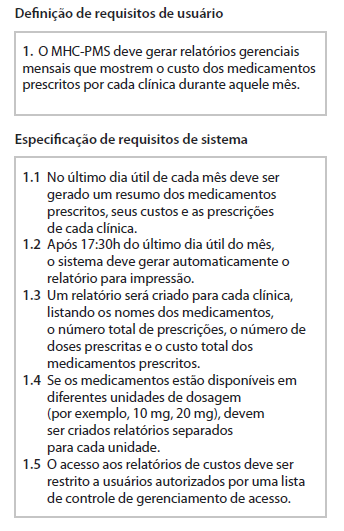 Definição de requisitos de usuário
1. O MHC-PMS deve gerar relatórios gerenciais
mensais que mostrem o custo dos medicamentos
prescritos por cada clínica durante aquele mês.
Especificação de requisitos de sistema
1.1 No último dia útil de cada mês deve ser
gerado um resumo dos medicamentos
prescritos, seus custos e as prescrições
de cada clínica.
1.2 Após 17:30h do último dia útil do mês,
o sistema deve gerar automaticamente o
relatório para impressão.
1.3 Um relatório será criado para cada clínica,
listando os nomes dos medicamentos,
o número total de prescrições, o número de
doses prescritas e o custo total dos
medicamentos prescritos.
1.4 Se os medicamentos estão disponíveis em
diferentes unidades de dosagem
(por exemplo, 10 mg, 20 mg), devem
ser criados relatórios separados
para cada unidade.
1.5 O acesso aos relatórios de custos deve ser
restrito a usuários autorizados por uma lista
de controle de gerenciamento de acesso.